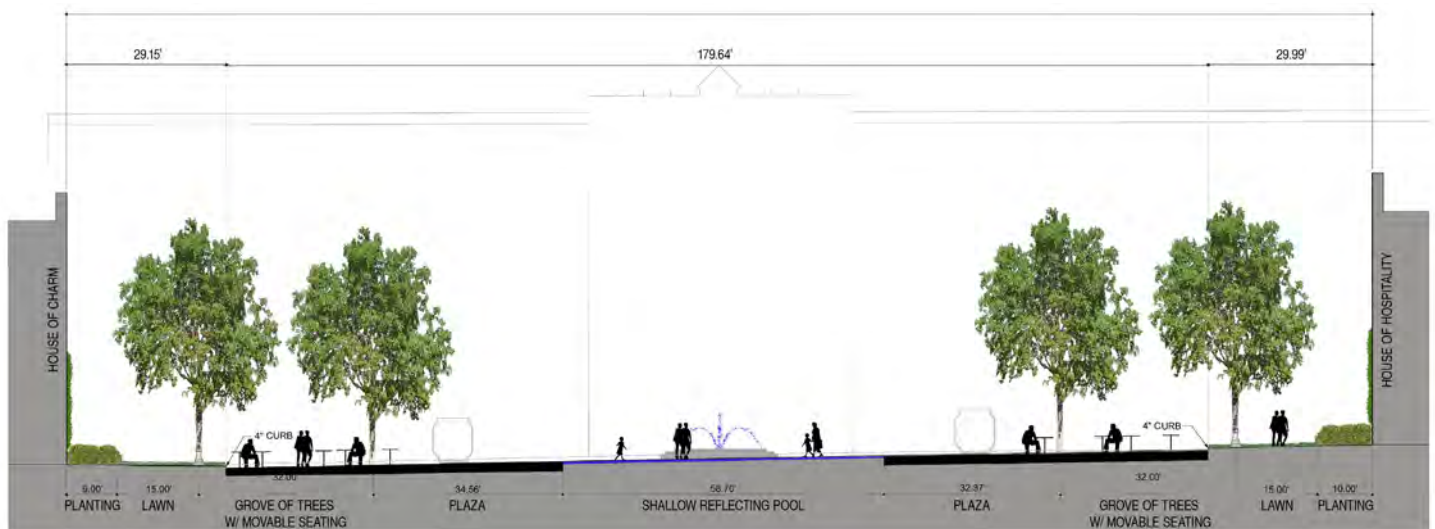 29.15'
179.64'
29.99'
HOUSE OF CHARM
HOUSE OF HOSPITALITY
4" CURB
4" CURB
9.00'
15.00'
32.00'
34.56'
58.70'
32.97'
32.00'
15.00'
10.00'
PLANTING
LAWN
GROVE OF TREES
W/ MOVABLE SEATING
PLAZA
SHALLOW REFLECTING POOL
PLAZA
GROVE OF TREES
W/ MOVABLE SEATING
LAWN
PLANTING